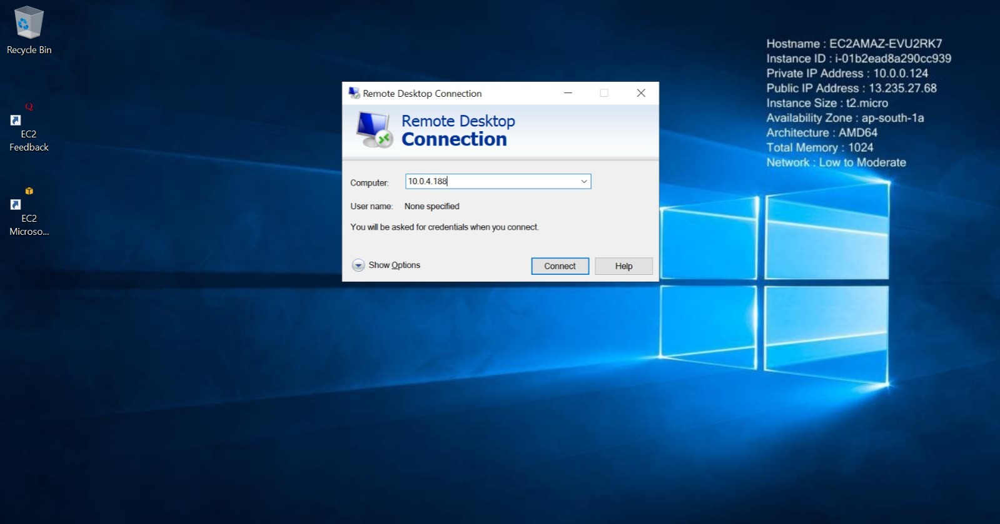 Recycle Bin
EC2
Feedback
EC2
Microso...
Remote Desktop Connection
Remote Desktop
Connection
Computer:
10.0.4.188
User name:
None specified
You will be asked for credentials when you connect.
Show Options
Connect
Help
Hostname : EC2AMAZ-EVU2RK7
Instance ID : i-01b2ead8a290cc939
Private IP Address : 10.0.0.124
Public IP Address : 13.235.27.68
Instance Size : t2.micro
Availability Zone : ap-south-1a
Architecture : AMD64
Total Memory : 1024
Network : Low to Moderate